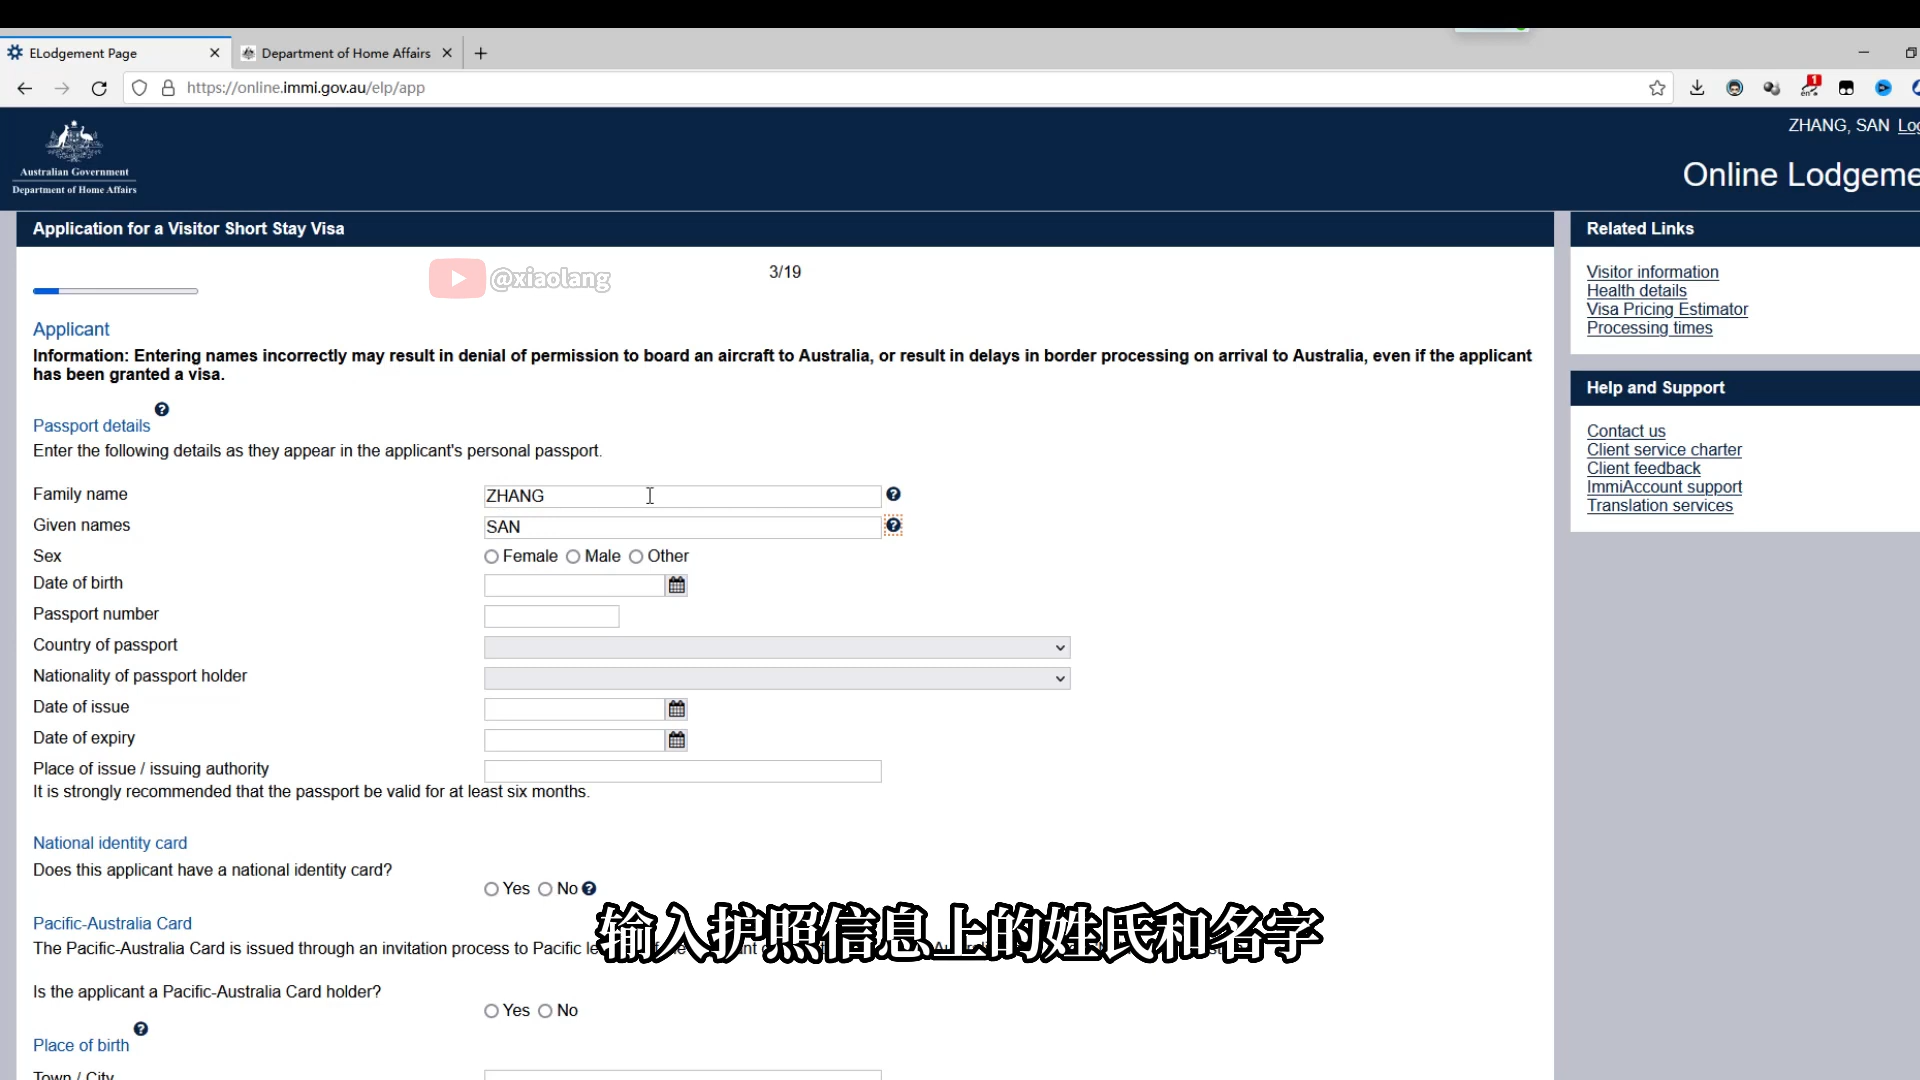 ELodgement Page
Department of Home Affairs
https://online.immi.gov.au/elp/app
1
en
ZHANG, SAN
Australian Government
Department of Home Affairs
Online
Application for a Visitor Short Stay Visa
@xiaolang
3/19
Applicant
Information: Entering names incorrectly may result in denial of permission to board an aircraft to Australia, or result in delays in border processing on arrival to Australia, even if the applicant
has been granted a visa.
Passport details
Enter the following details as they appear in the applicant's personal passport.
Family name ZHANG
Given names SAN
Sex Female Male Other
Date of birth
Passport number
Country of passport
Nationality of passport holder
Date of issue
Date of expiry
Place of issue / issuing authority
It is strongly recommended that the passport be valid for at least six months.
National identity card
Does this applicant have a national identity card?
Yes No
Pacific-Australia Card
The Pacific-Australia Card is issued through an invitation process to Pacific
输入护照信息上的姓氏和名字
Is the applicant a Pacific-Australia Card holder?
Yes No
Place of birth
Town / City
Related Links
Visitor information
Health details
Visa Pricing Estimator
Processing times
Help and Support
Contact us
Client service charter
Client feedback
ImmiAccount support
Translation services